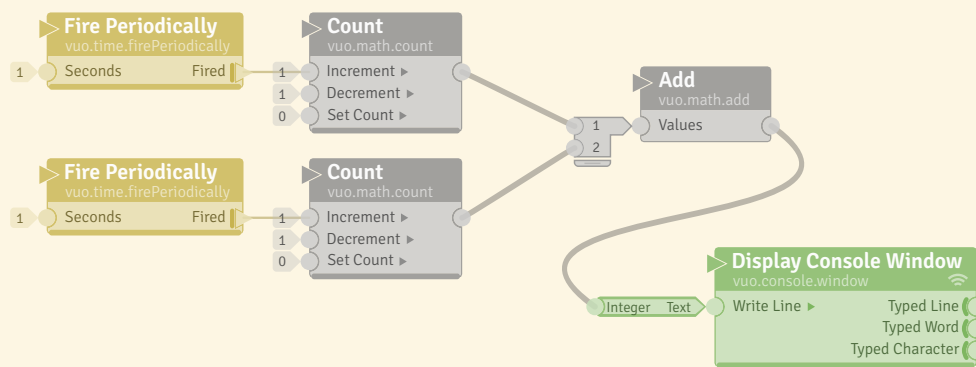 Fire Periodically
vuo.time.firePeriodically
1 Seconds Fired
Count
vuo.math.count
1 Increment
1 Decrement
0 Set Count
1
2
Add
vuo.math.add
Values
Fire Periodically
vuo.time.firePeriodically
1 Seconds Fired
Count
vuo.math.count
1 Increment
1 Decrement
0 Set Count
Integer Text
Display Console Window
vuo.console.window
Write Line Typed Line
Typed Word
Typed Character